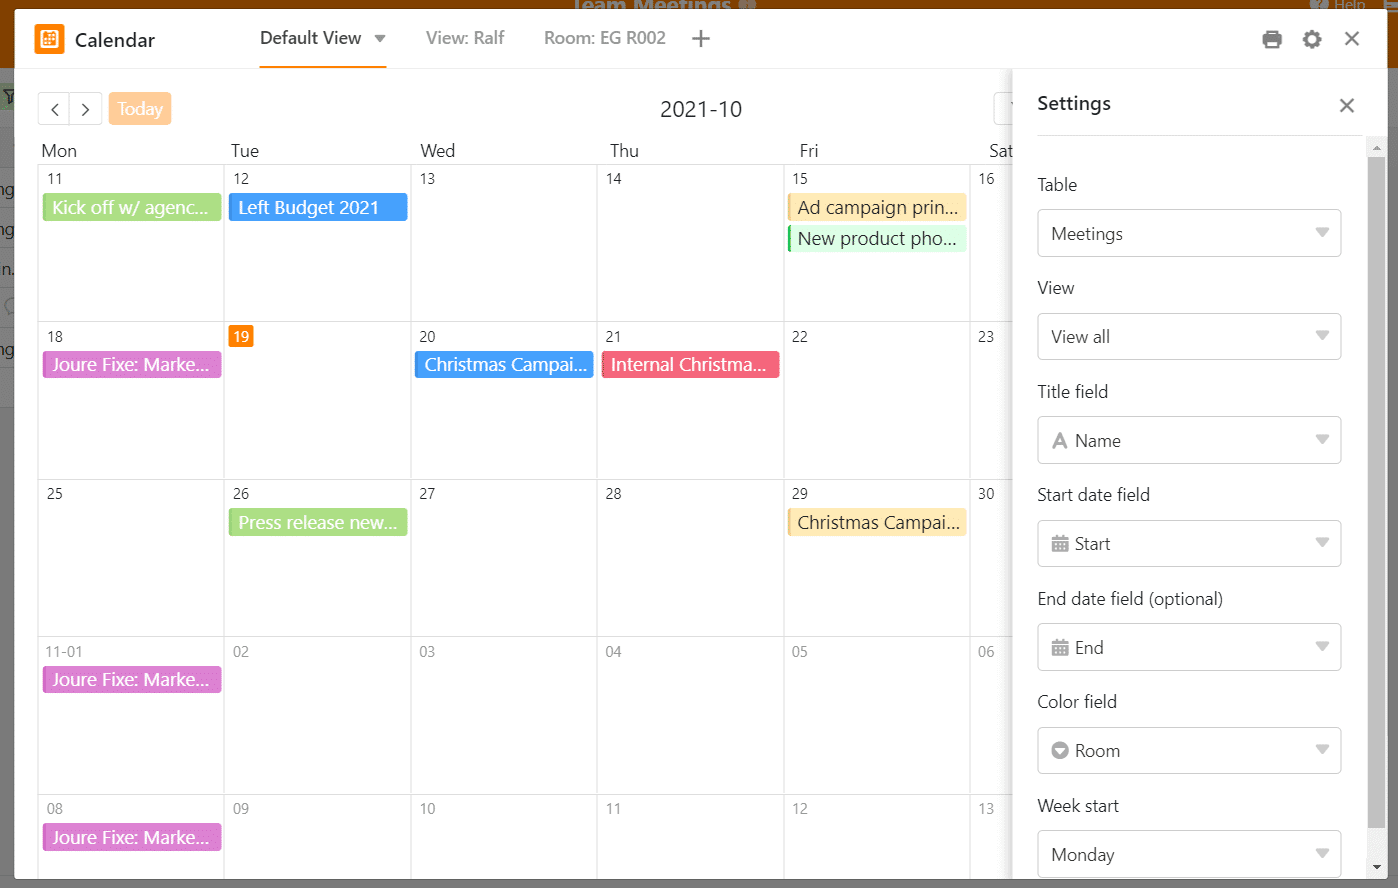 Team Meetings
Help
Calendar
Default View
View: Ralf
Room: EG R002
Today
2021-10
Mon Tue Wed Thu Fri Sat
11 12 13 14 15 16
Kick off w/ agenc... Left Budget 2021 Ad campaign prin...
New product pho...
18 19 20 21 22 23
Joure Fixe: Marke... Christmas Campai... Internal Christma...
25 26 27 28 29 30
Press release new... Christmas Campai...
11-01 02 03 04 05 06
Joure Fixe: Marke...
08 09 10 11 12 13
Joure Fixe: Marke...
Settings
Table
Meetings
View
View all
Title field
Name
Start date field
Start
End date field (optional)
End
Color field
Room
Week start
Monday